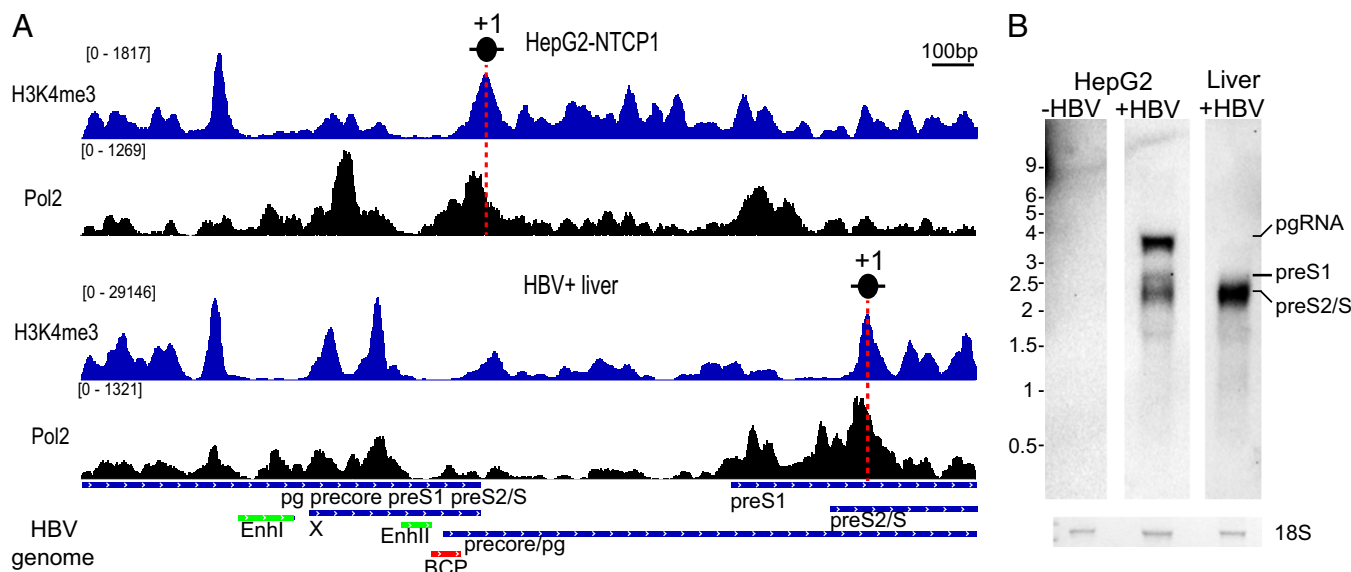 A
+1
HepG2-NTCP1
100bp
[0 - 1817]
H3K4me3
[0 - 1269]
Pol2
+1
HBV+ liver
[0 - 29146]
H3K4me3
[0 - 1321]
Pol2
pg precore preS1 preS2/S
preS1
EnhI
X
EnhII
preS2/S
precore/pg
BCP
HBV
genome
B
HepG2
Liver
-HBV +HBV
+HBV
9-
6-
5-
4-
3-
2.5-
2-
1.5-
1-
0.5-
pgRNA
preS1
preS2/S
18S